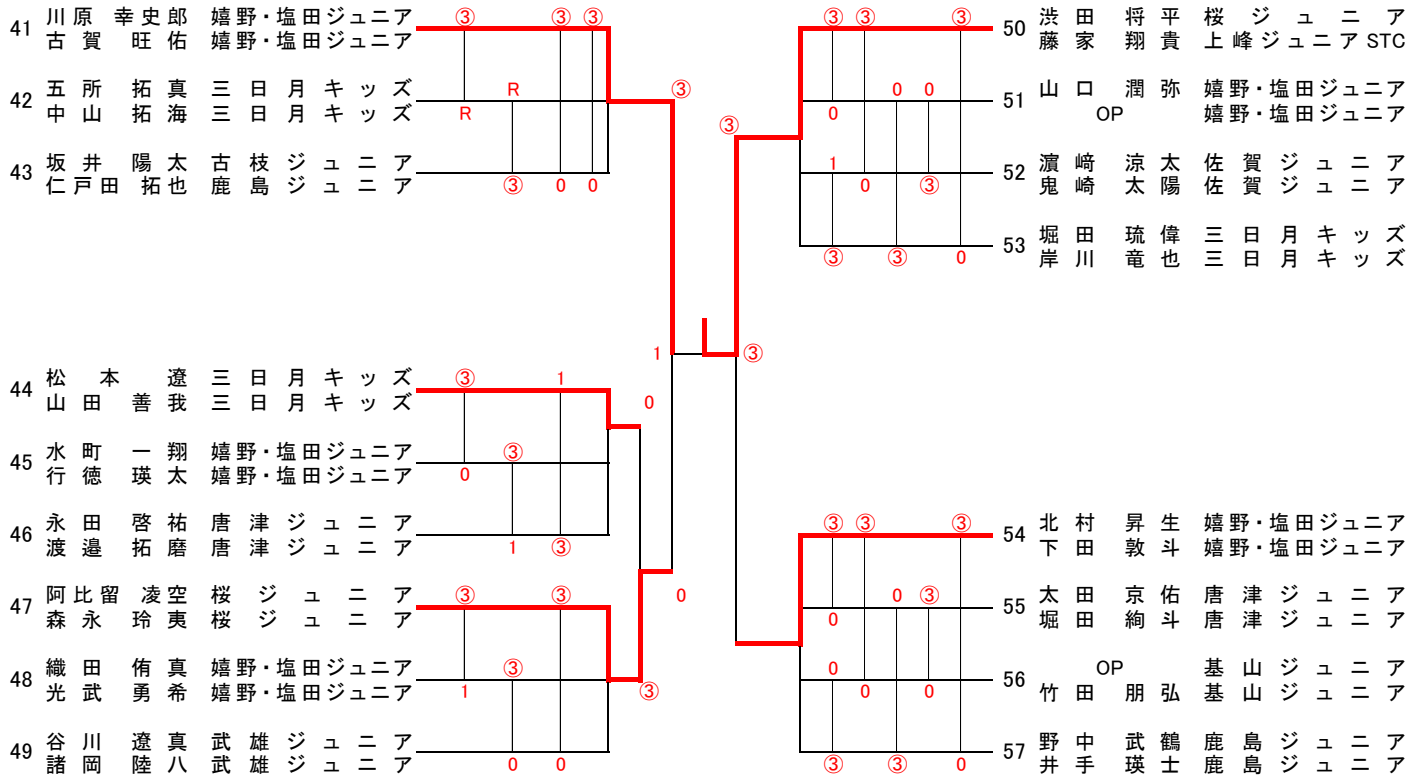 41 川原 幸史郎 嬉野・塩田ジュニア
古賀 旺佑 嬉野・塩田ジュニア
③ ③ ③
42 五所 拓真 三日月キッズ
中山 拓海 三日月キッズ
R
R
43 坂井 陽太 古枝ジュニア
仁戸田 拓也 鹿島ジュニア
③ 0 0
③
1
44 松本 遼 三日月キッズ
山田 善我 三日月キッズ
③ 1
0
45 水町 一翔 嬉野・塩田ジュニア
行徳 瑛太 嬉野・塩田ジュニア
③
0
46 永田 啓祐 唐津ジュニア
渡邉 拓磨 唐津ジュニア
1 ③
47 阿比留 凌空 桜ジュニア
森永 玲夷 桜ジュニア
③ ③
0
48 織田 侑真 嬉野・塩田ジュニア
光武 勇希 嬉野・塩田ジュニア
③
1
③
49 谷川 遼真 武雄ジュニア
諸岡 陸八 武雄ジュニア
0 0
③ ③ ③
50 渋田 将平 桜ジュニア
藤家 翔貴 上峰ジュニアSTC
③
0 0
0
51 山口 潤弥 嬉野・塩田ジュニア
OP 嬉野・塩田ジュニア
1
0 ③
52 濵﨑 涼太 佐賀ジュニア
鬼崎 太陽 佐賀ジュニア
③ ③ 0
53 堀田 琉偉 三日月キッズ
岸川 竜也 三日月キッズ
③
③ ③ ③
54 北村 昇生 嬉野・塩田ジュニア
下田 敦斗 嬉野・塩田ジュニア
0 ③
0
55 太田 京佑 唐津ジュニア
堀田 絢斗 唐津ジュニア
0
0 0
56 OP 基山ジュニア
竹田 朋弘 基山ジュニア
③ ③ 0
57 野中 武鶴 鹿島ジュニア
井手 瑛士 鹿島ジュニア